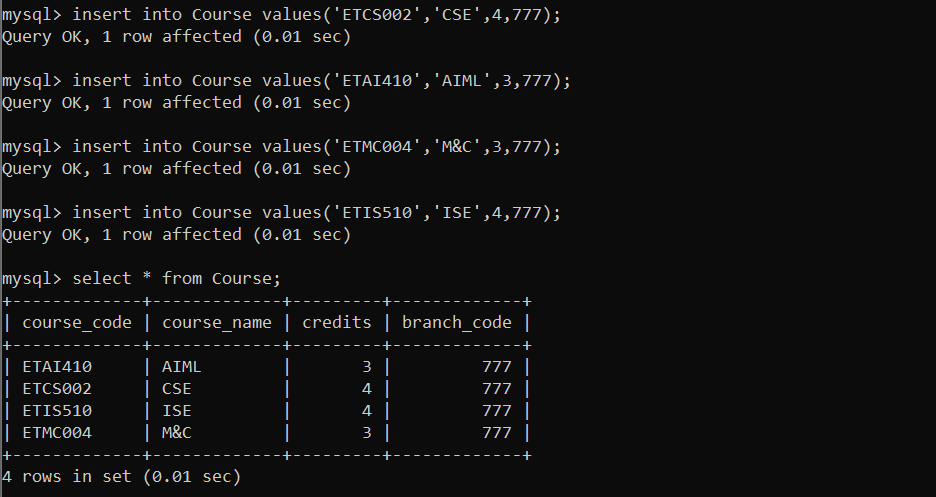 mysql> insert into Course values('ETCS002','CSE',4,777);
Query OK, 1 row affected (0.01 sec)
mysql> insert into Course values('ETAI410','AIML',3,777);
Query OK, 1 row affected (0.01 sec)
mysql> insert into Course values('ETMC004','M&C',3,777);
Query OK, 1 row affected (0.01 sec)
mysql> insert into Course values('ETIS510','ISE',4,777);
Query OK, 1 row affected (0.01 sec)
mysql> select * from Course;
+-------------+-------------+---------+-------------+
| course_code | course_name | credits | branch_code |
+-------------+-------------+---------+-------------+
| ETAI410     | AIML        |       3 |         777 |
| ETCS002     | CSE         |       4 |         777 |
| ETIS510     | ISE         |       4 |         777 |
| ETMC004     | M&C         |       3 |         777 |
+-------------+-------------+---------+-------------+
4 rows in set (0.01 sec)